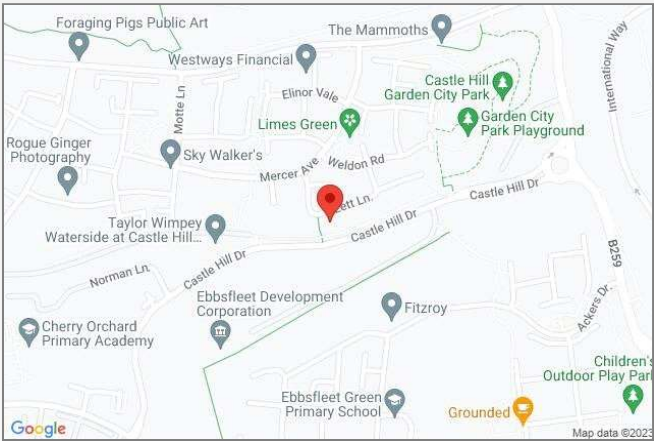 Foraging Pigs Public Art
The Mammoths
Westways Financial
International Way
Castle Hill
Garden City Park
Elinor Vale
Motte Ln
Limes Green
Garden City
Park Playground
Rogue Ginger
Photography
Sky Walker's
Weldon Rd
Mercer Ave
ett Ln.
Castle Hill Dr
Taylor Wimpey
Waterside at Castle Hill...
Castle Hill Dr
B259
Norman Ln
Castle Hill Dr
Ebbsfleet Development
Corporation
Fitzroy
Ackers Dr.
Cherry Orchard
Primary Academy
Children's
Outdoor Play Park
Ebbsfleet Green
Primary School
Grounded
Google
Map data ©2023